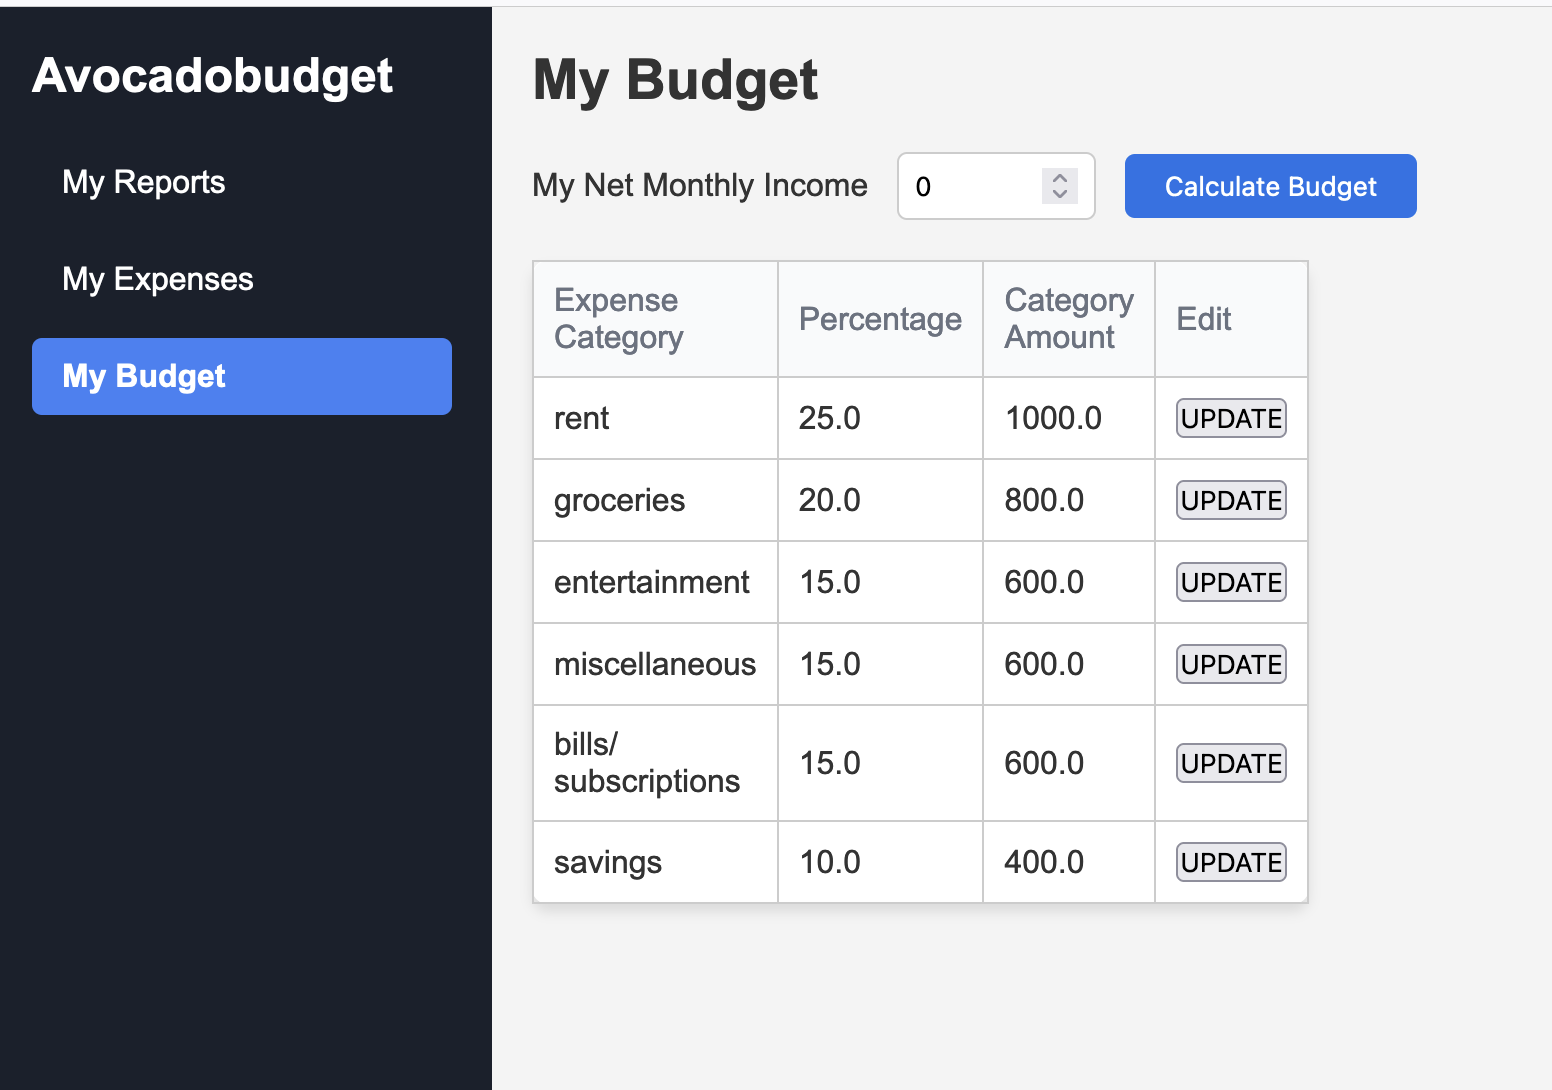 Avocadobudget
My Reports
My Expenses
My Budget
My Budget
My Net Monthly Income 0 Calculate Budget
Expense Category Percentage Category Amount Edit
rent 25.0 1000.0 UPDATE
groceries 20.0 800.0 UPDATE
entertainment 15.0 600.0 UPDATE
miscellaneous 15.0 600.0 UPDATE
bills/
subscriptions 15.0 600.0 UPDATE
savings 10.0 400.0 UPDATE